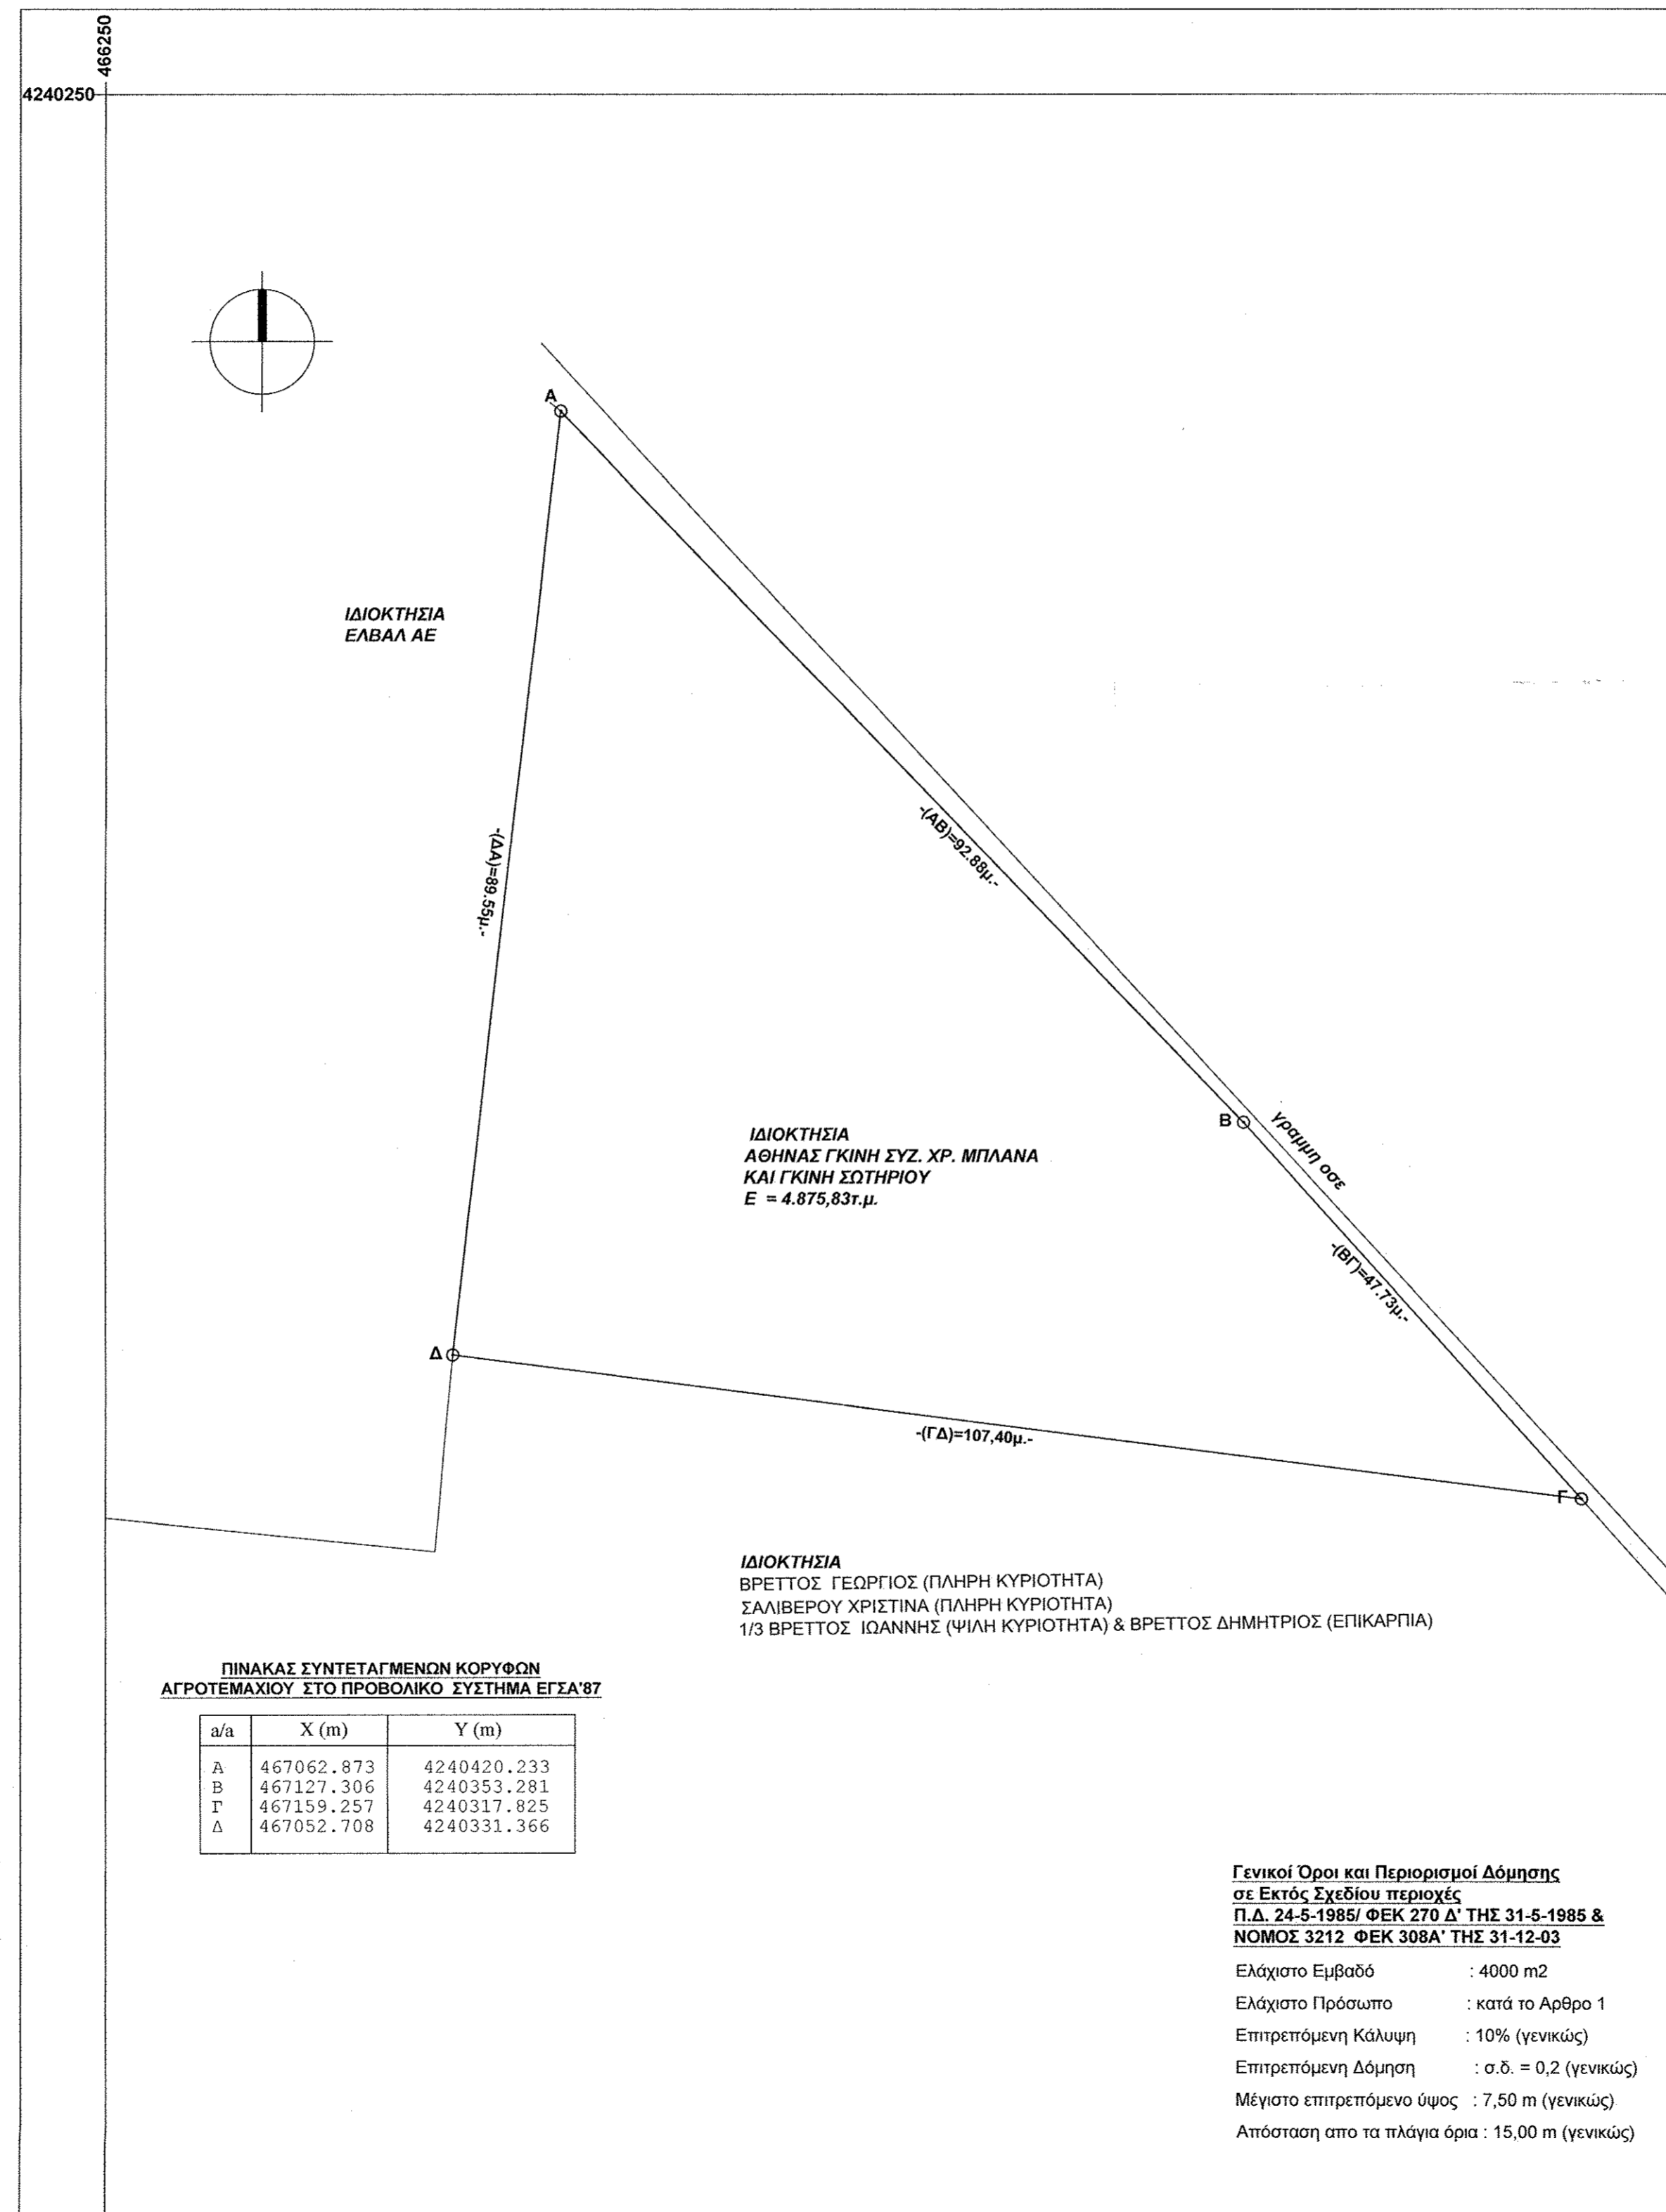 466250
4240250
Α
ΙΔΙΟΚΤΗΣΙΑ
ΕΛΒΑΛ ΑΕ
-(ΔΑ)=89.55μ.-
-(ΑΒ)=92.88μ.-
Β
γραμμη οσε
ΙΔΙΟΚΤΗΣΙΑ
ΑΘΗΝΑΣ ΓΚΙΝΗ ΣΥΖ. ΧΡ. ΜΠΛΑΝΑ
ΚΑΙ ΓΚΙΝΗ ΣΩΤΗΡΙΟΥ
Ε = 4.875,83τ.μ.
-(ΒΓ)=47.73μ.-
Δ
-(ΓΔ)=107,40μ.-
Γ
ΙΔΙΟΚΤΗΣΙΑ
ΒΡΕΤΤΟΣ ΓΕΩΡΓΙΟΣ (ΠΛΗΡΗ ΚΥΡΙΟΤΗΤΑ)
ΣΑΛΙΒΕΡΟΥ ΧΡΙΣΤΙΝΑ (ΠΛΗΡΗ ΚΥΡΙΟΤΗΤΑ)
1/3 ΒΡΕΤΤΟΣ ΙΩΑΝΝΗΣ (ΨΙΛΗ ΚΥΡΙΟΤΗΤΑ) & ΒΡΕΤΤΟΣ ΔΗΜΗΤΡΙΟΣ (ΕΠΙΚΑΡΠΙΑ)
ΠΙΝΑΚΑΣ ΣΥΝΤΕΤΑΓΜΕΝΩΝ ΚΟΡΥΦΩΝ
ΑΓΡΟΤΕΜΑΧΙΟΥ ΣΤΟ ΠΡΟΒΟΛΙΚΟ ΣΥΣΤΗΜΑ ΕΓΣΑ'87
α/α X (m) Y (m)
Α 467062.873 4240420.233
Β 467127.306 4240353.281
Γ 467159.257 4240317.825
Δ 467052.708 4240331.366
Γενικοί Όροι και Περιορισμοί Δόμησης
σε Εκτός Σχεδίου περιοχές
Π.Δ. 24-5-1985/ ΦΕΚ 270 Δ' ΤΗΣ 31-5-1985 &
ΝΟΜΟΣ 3212 ΦΕΚ 308Α' ΤΗΣ 31-12-03
Ελάχιστο Εμβαδό : 4000 m2
Ελάχιστο Πρόσωπο : κατά το Αρθρο 1
Επιτρεπόμενη Κάλυψη : 10% (γενικώς)
Επιτρεπόμενη Δόμηση : σ.δ. = 0,2 (γενικώς)
Μέγιστο επιτρεπόμενο ύψος : 7,50 m (γενικώς)
Απόσταση απο τα πλάγια όρια : 15,00 m (γενικώς)